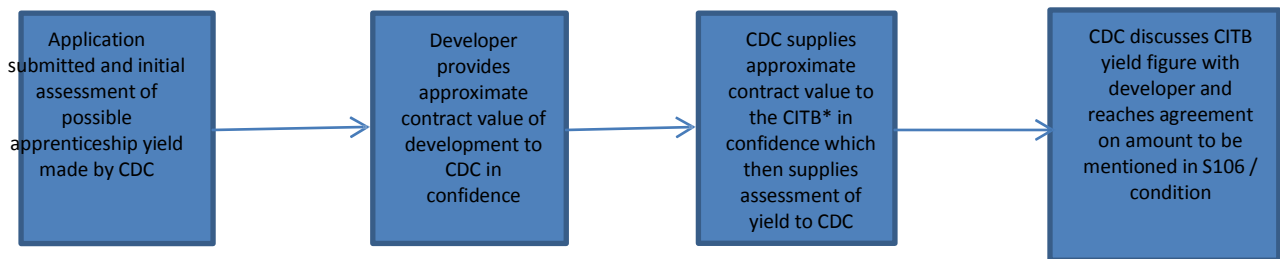 Application
submitted and initial
assessment of
possible
apprenticeship yield
made by CDC
Developer
provides
approximate
contract value of
development to
CDC in
confidence
CDC supplies
approximate
contract value to
the CITB* in
confidence which
then supplies
assessment of
yield to CDC
CDC discusses CITB
yield figure with
developer and
reaches agreement
on amount to be
mentioned in S106 /
condition